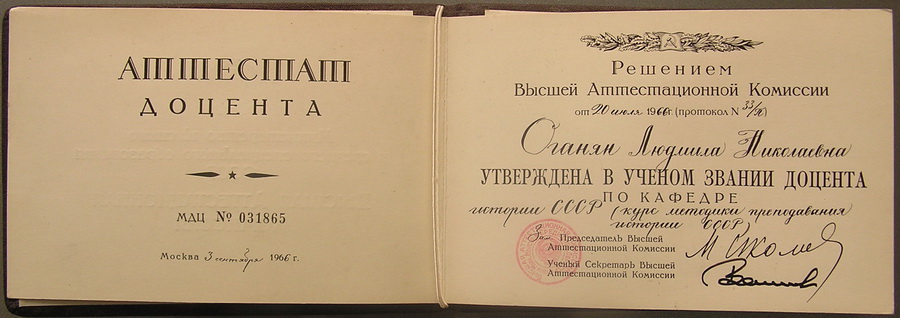 АТТЕСТАТ
ДОЦЕНТА
МДЦ № 031865
Москва 3 сентября 1966 г.
Решением
Высшей Аттестационной Комиссии
от 20 июля 1966г. (протокол N 33/
Оганян Людмила Николаевна
УТВЕРЖДЕНА В УЧЕНОМ ЗВАНИИ ДОЦЕНТА
ПО КАФЕДРЕ
истории СССР (курс методики преподавания
истории СССР)
Зам. Председатель Высшей
Аттестационной Комиссии
Ученый Секретарь Высшей
Аттестационной Комиссии